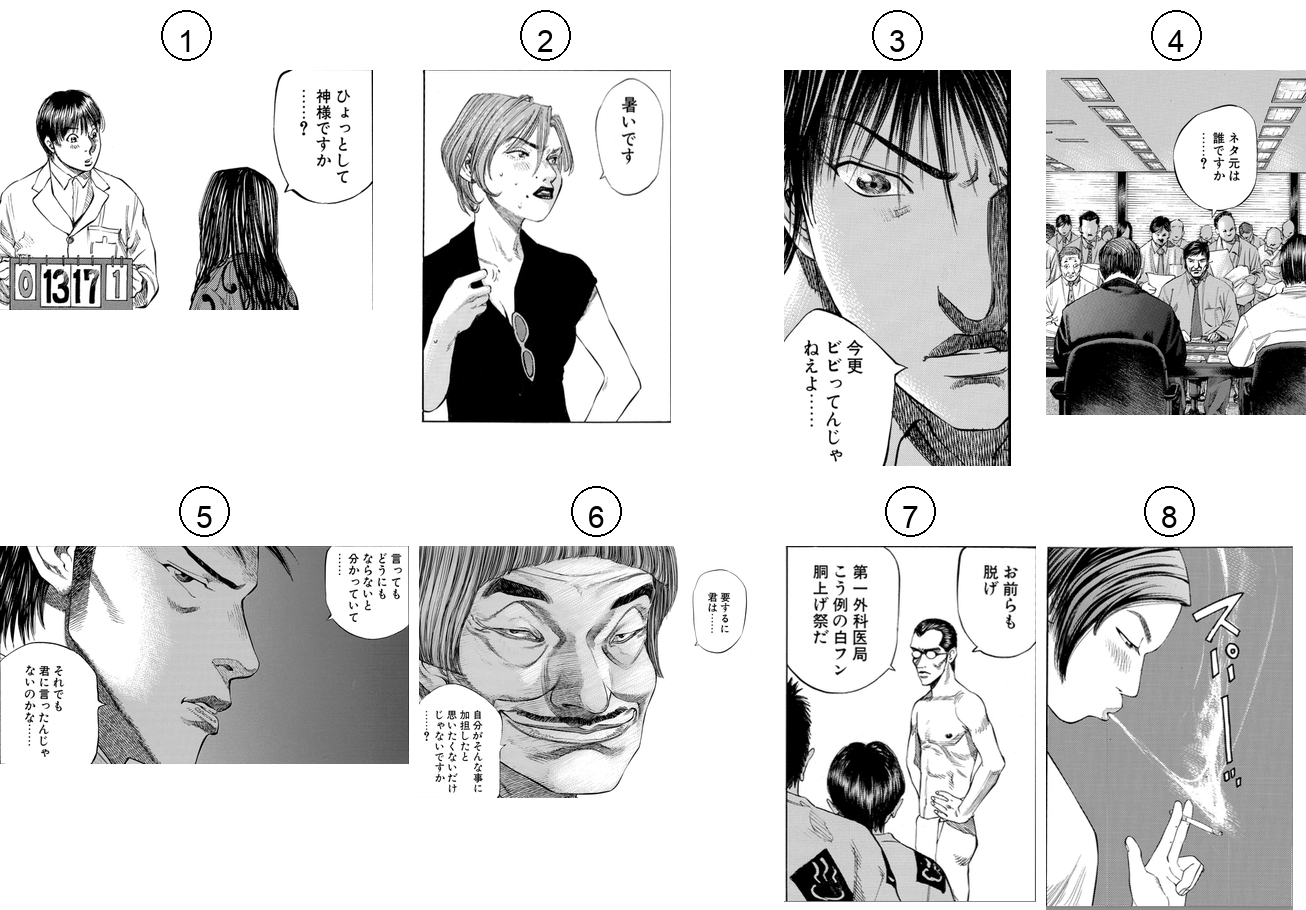 1
ひょっとして
神様ですか
……?
0 13 17 1
2
暑いです
3
今更
ビビってんじゃ
ねえよ……
4
ネタ元は
誰ですか
……?
5
言っても
どうにも
ならないと
分かっていて
……
それでも
君に言ったんじゃ
ないのかな……
6
要するに
君は……
自分がそんな事に
加担したと
思いたくないだけ
じゃないですか
……?
7
お前らも
脱げ
第一外科医局
こう例の白フン
胴上げ祭だ
8
スパーーー